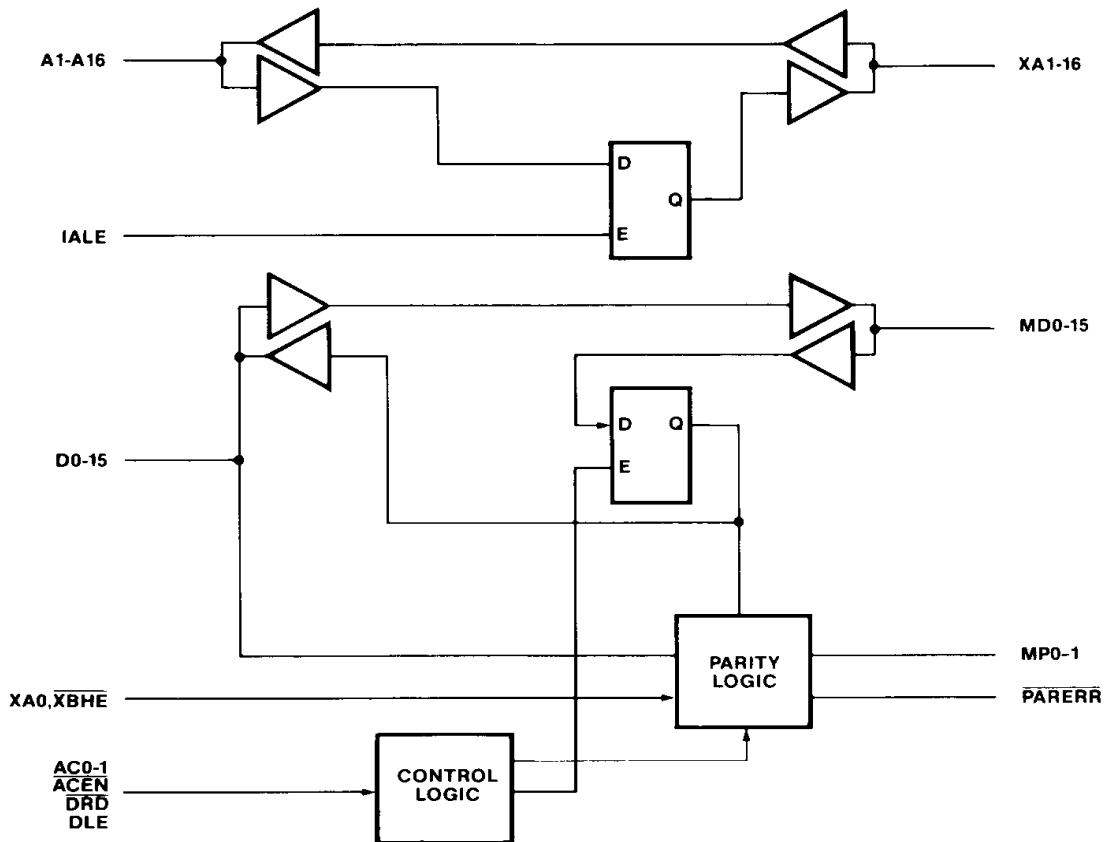 A1-A16
XA1-16
D
Q
IALE
E
MD0-15
D
Q
D0-15
E
PARITY
LOGIC
MP0-1
XA0,XBHE
PARERR
AC0-1
ACEN
DRD
DLE
CONTROL
LOGIC